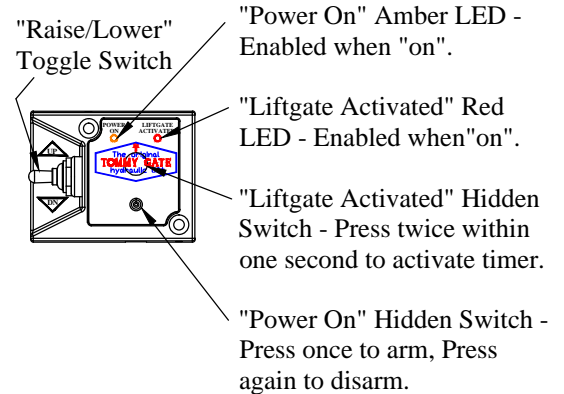 "Raise/Lower"
Toggle Switch
"Power On" Amber LED -
Enabled when "on".
"Liftgate Activated" Red
LED - Enabled when"on".
"Liftgate Activated" Hidden
Switch - Press twice within
one second to activate timer.
"Power On" Hidden Switch -
Press once to arm, Press
again to disarm.
POWER
ON
LIFTGATE
ACTIVATED
UP
DN
The original
TOMMY GATE
hydraulic